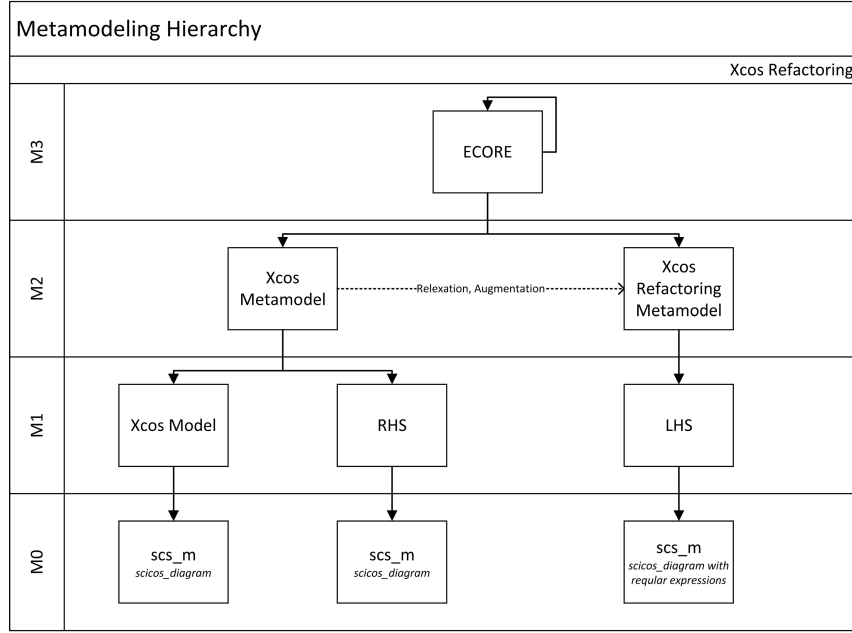 Metamodeling Hierarchy
Xcos Refactoring
M3
ECORE
M2
Xcos
Metamodel
Relexation, Augmentation
Xcos
Refactoring
Metamodel
M1
Xcos Model
RHS
LHS
M0
scs_m
scicos_diagram
scs_m
scicos_diagram
scs_m
scicos_diagram with
reqular expressions